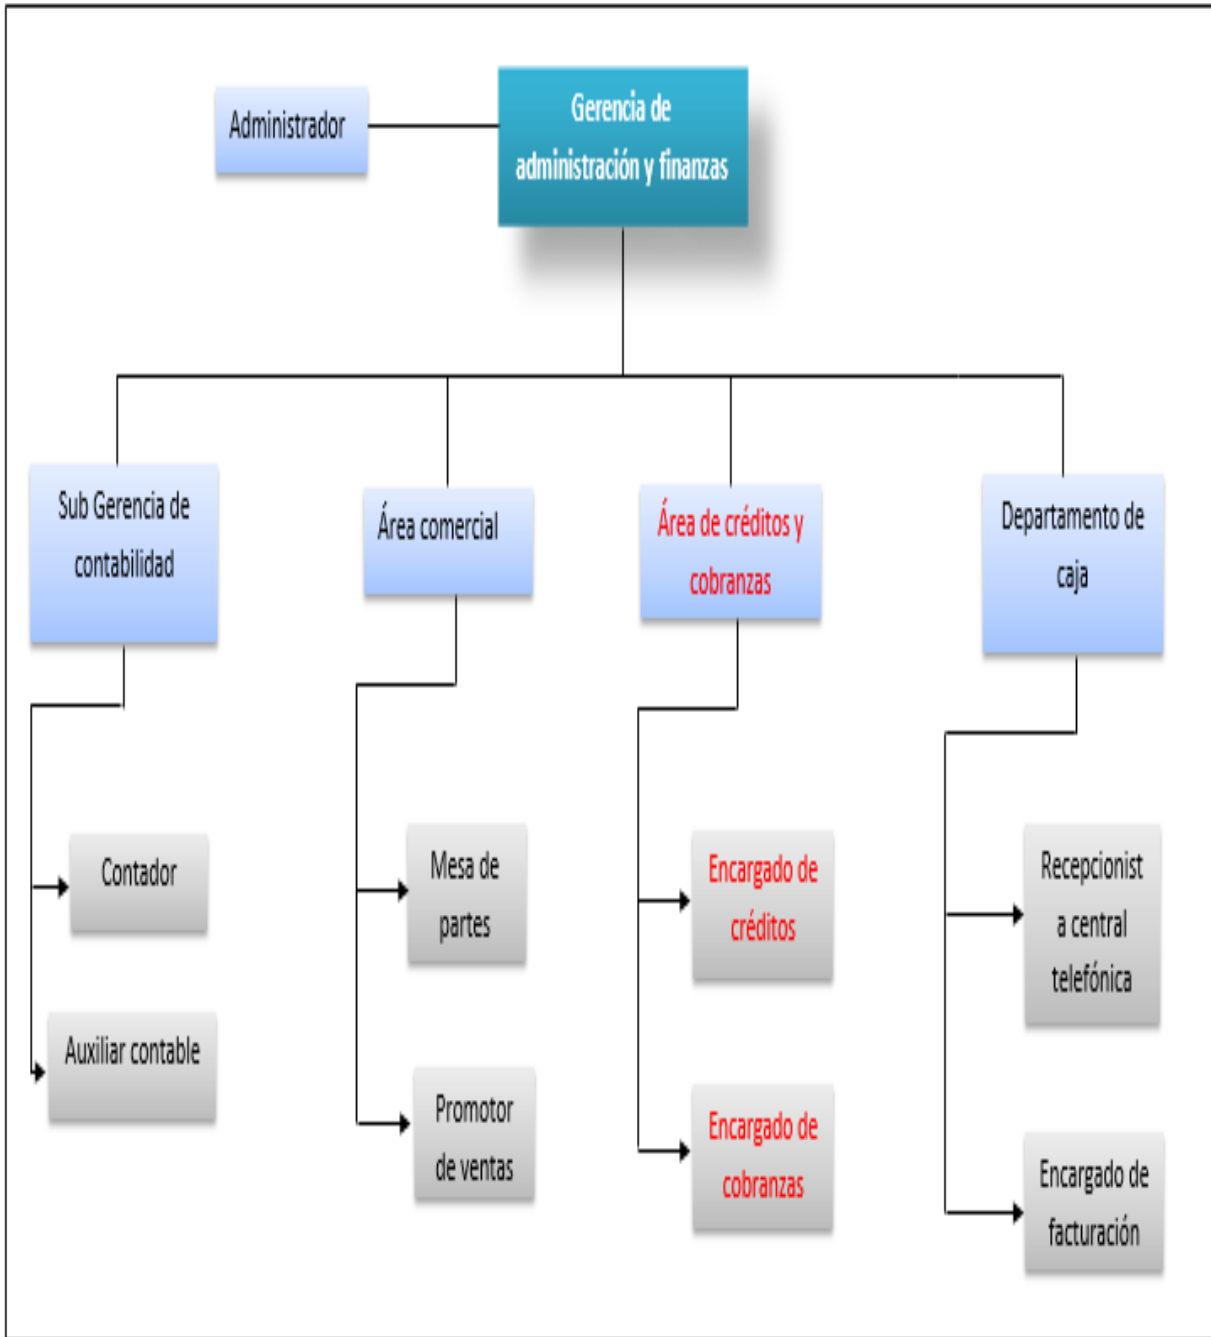 Administrador
Gerencia de
administración y finanzas
Sub Gerencia de
contabilidad
Área comercial
Área de créditos y
cobranzas
Departamento de
caja
Contador
Auxiliar contable
Mesa de
partes
Promotor
de ventas
Encargado de
créditos
Encargado de
cobranzas
Recepcionist
a central
telefónica
Encargado de
facturación